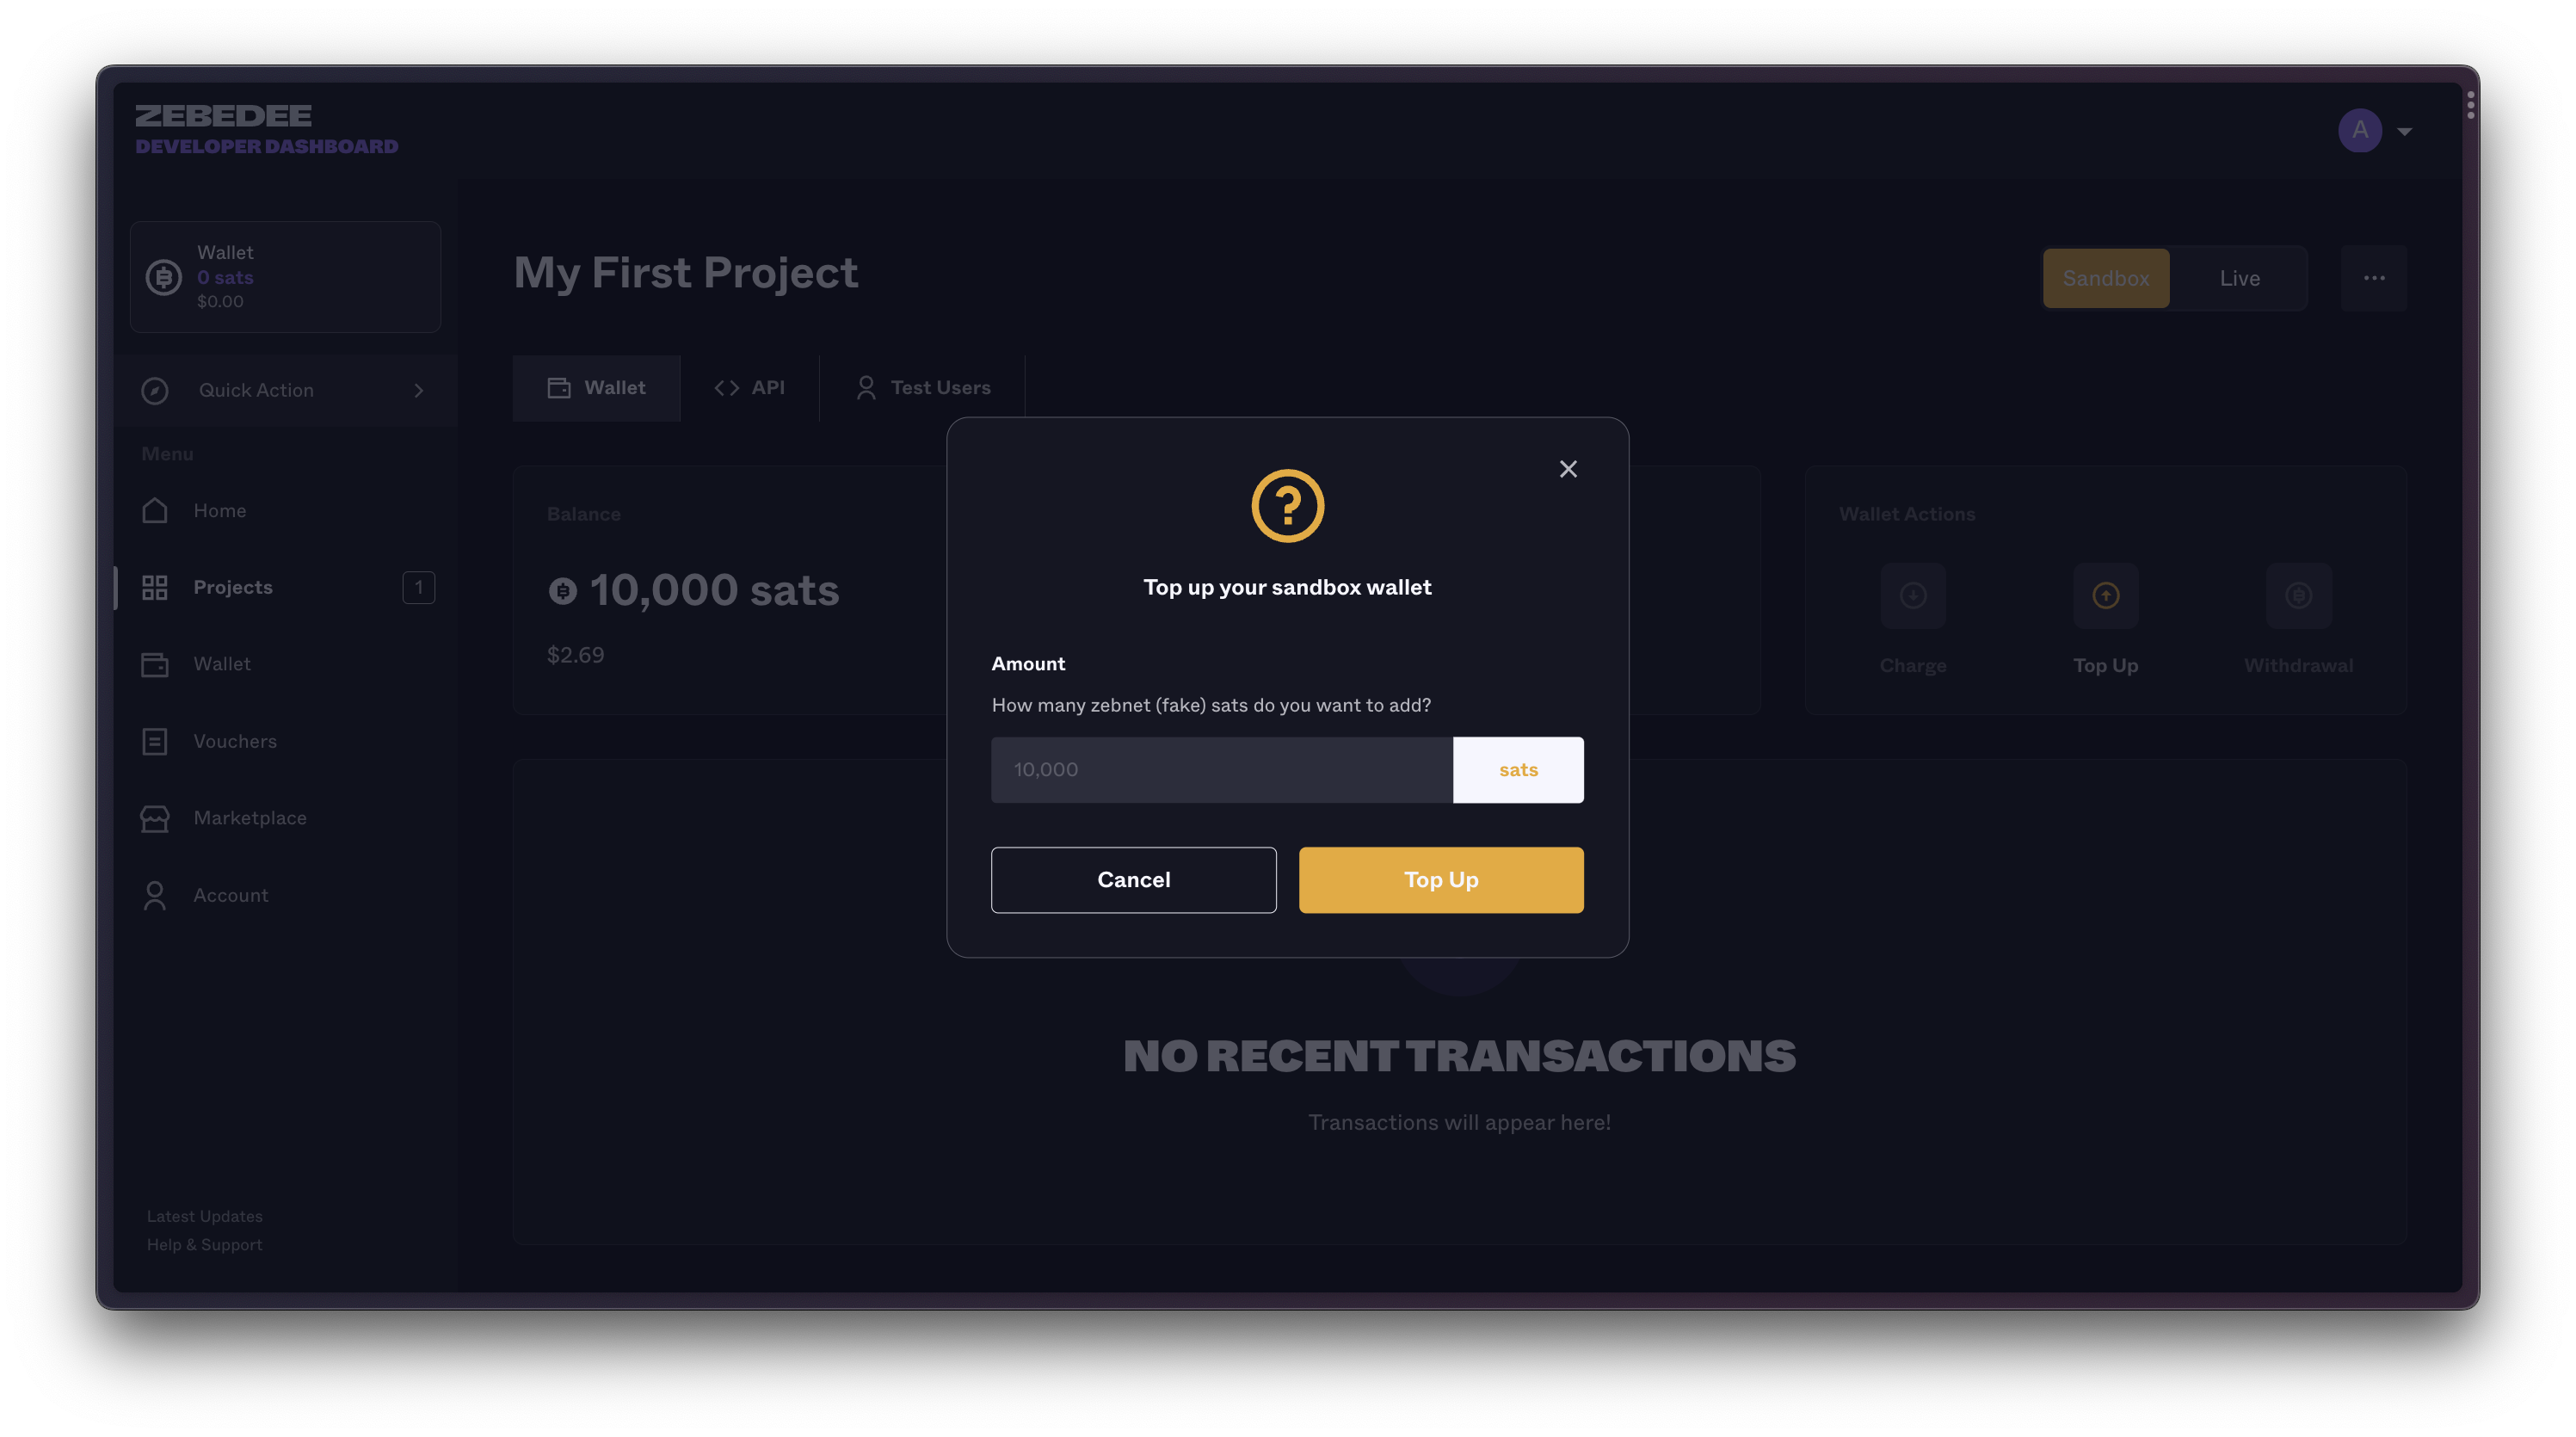 ZEBEDEE
DEVELOPER DASHBOARD
A
Wallet
0 sats
$0.00
Quick Action
Menu
Home
Projects 1
Wallet
Vouchers
Marketplace
Account
Latest Updates
Help & Support
My First Project
Sandbox Live
Wallet API Test Users
Balance
10,000 sats
$2.69
Wallet Actions
Charge Top Up Withdrawal
Top up your sandbox wallet
Amount
How many zebnet (fake) sats do you want to add?
10,000 sats
Cancel Top Up
NO RECENT TRANSACTIONS
Transactions will appear here!